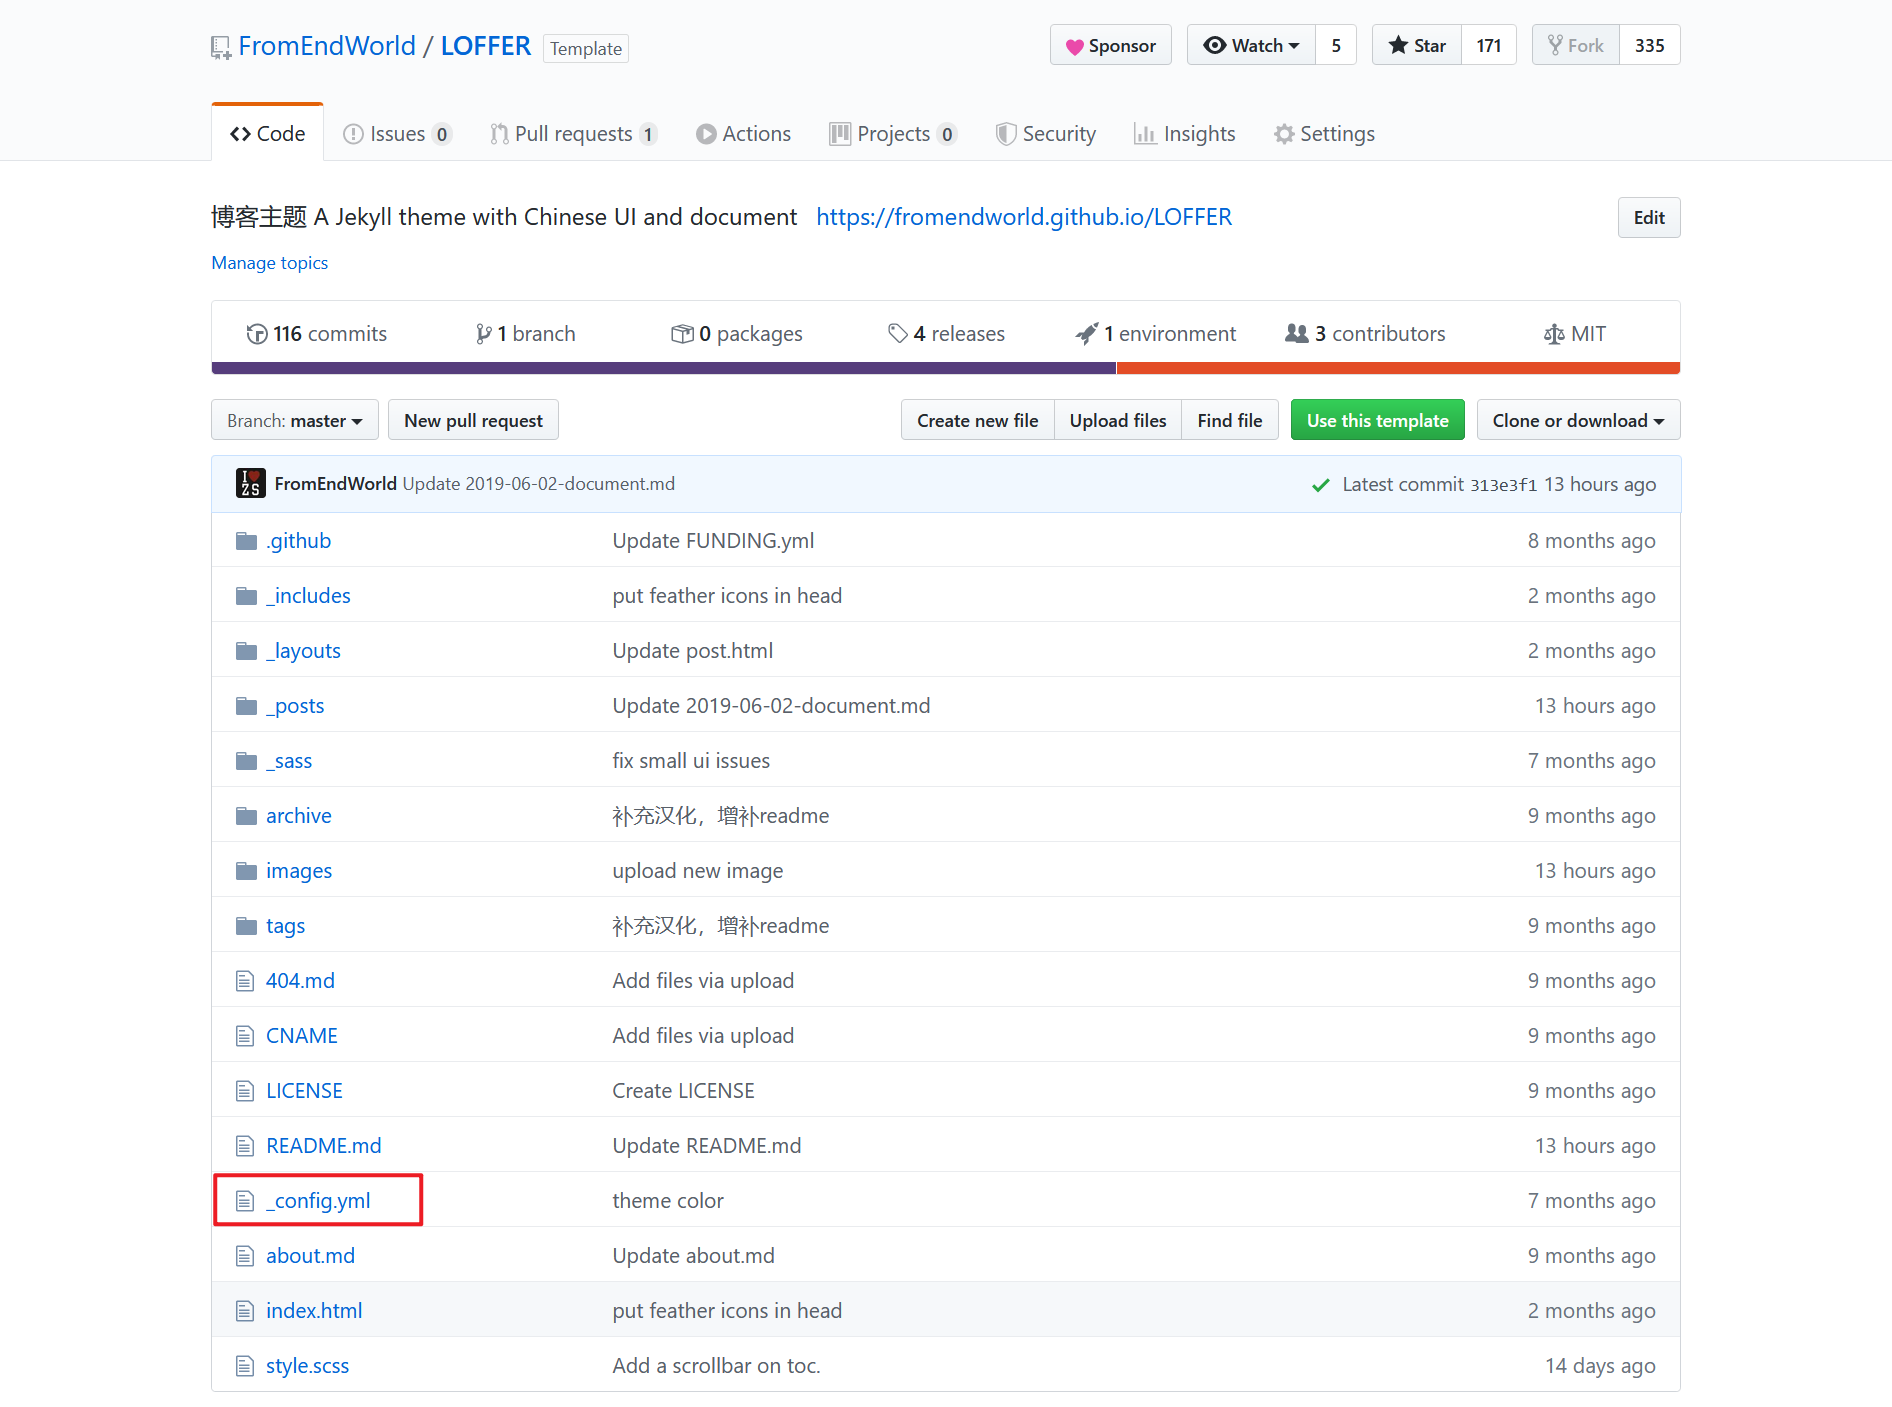 FromEndWorld / LOFFER Template Sponsor Watch 5 Star 171 Fork 335
Code Issues 0 Pull requests 1 Actions Projects 0 Security Insights Settings
博客主题 A Jekyll theme with Chinese UI and document https://fromendworld.github.io/LOFFER Edit
Manage topics
116 commits 1 branch 0 packages 4 releases 1 environment 3 contributors MIT
Branch: master New pull request Create new file Upload files Find file Use this template Clone or download
I ZS FromEndWorld Update 2019-06-02-document.md Latest commit 313e3f1 13 hours ago
.github Update FUNDING.yml 8 months ago
_includes put feather icons in head 2 months ago
_layouts Update post.html 2 months ago
_posts Update 2019-06-02-document.md 13 hours ago
_sass fix small ui issues 7 months ago
archive 补充汉化，增补readme 9 months ago
images upload new image 13 hours ago
tags 补充汉化，增补readme 9 months ago
404.md Add files via upload 9 months ago
CNAME Add files via upload 9 months ago
LICENSE Create LICENSE 9 months ago
README.md Update README.md 13 hours ago
_config.yml theme color 7 months ago
about.md Update about.md 9 months ago
index.html put feather icons in head 2 months ago
style.scss Add a scrollbar on toc. 14 days ago